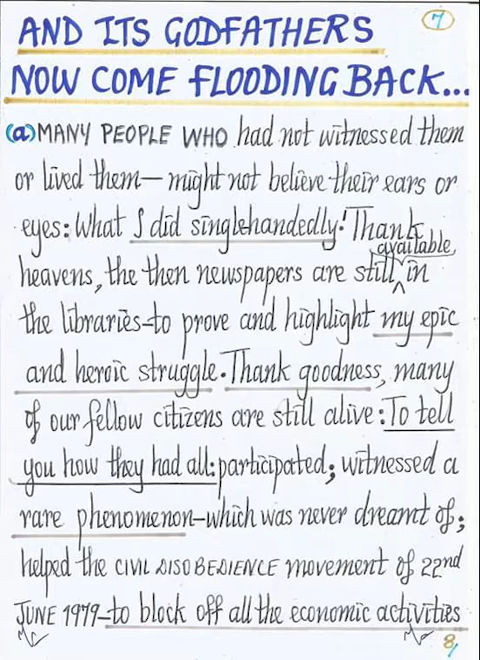 7
AND ITS GODFATHERS
NOW COME FLOODING BACK...
(a) MANY PEOPLE WHO had not witnessed them
or lived them—might not believe their ears or
eyes: What I did singlehandedly! Thank
available,
heavens, the then newspapers are still in
the libraries-to prove and highlight my epic
and heroic struggle. Thank goodness, many
of our fellow citizens are still alive: To tell
you how they had all: participated; witnessed a
rare phenomenon-which was never dreamt of;
helped the CIVIL DISOBEDIENCE movement of 22nd
JUNE 1979-to block off all the economic activities
8/